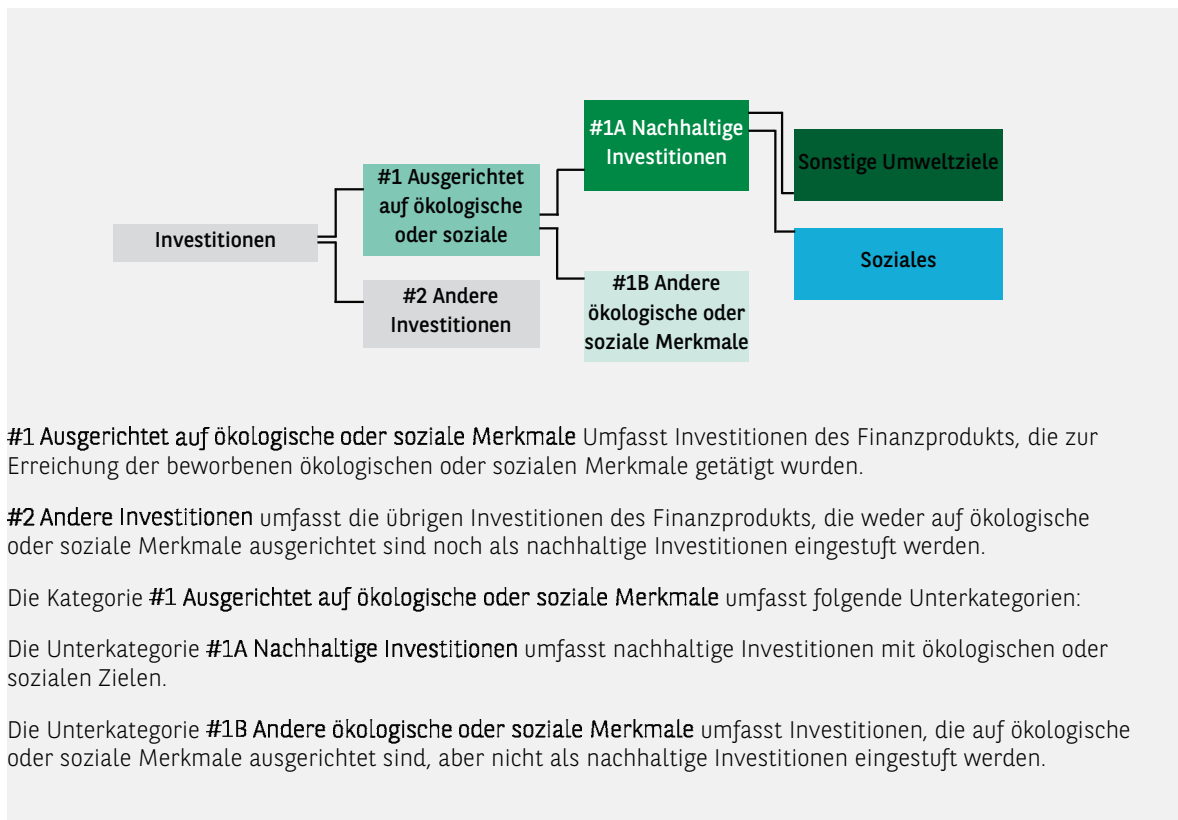 #1A Nachhaltige
Investitionen
Sonstige Umweltziele
#1 Ausgerichtet
auf ökologische
oder soziale
Investitionen
Soziales
#2 Andere
Investitionen
#1B Andere
ökologische oder
soziale Merkmale
#1 Ausgerichtet auf ökologische oder soziale Merkmale Umfasst Investitionen des Finanzprodukts, die zur
Erreichung der beworbenen ökologischen oder sozialen Merkmale getätigt wurden.
#2 Andere Investitionen umfasst die übrigen Investitionen des Finanzprodukts, die weder auf ökologische
oder soziale Merkmale ausgerichtet sind noch als nachhaltige Investitionen eingestuft werden.
Die Kategorie #1 Ausgerichtet auf ökologische oder soziale Merkmale umfasst folgende Unterkategorien:
Die Unterkategorie #1A Nachhaltige Investitionen umfasst nachhaltige Investitionen mit ökologischen oder
sozialen Zielen.
Die Unterkategorie #1B Andere ökologische oder soziale Merkmale umfasst Investitionen, die auf ökologische
oder soziale Merkmale ausgerichtet sind, aber nicht als nachhaltige Investitionen eingestuft werden.